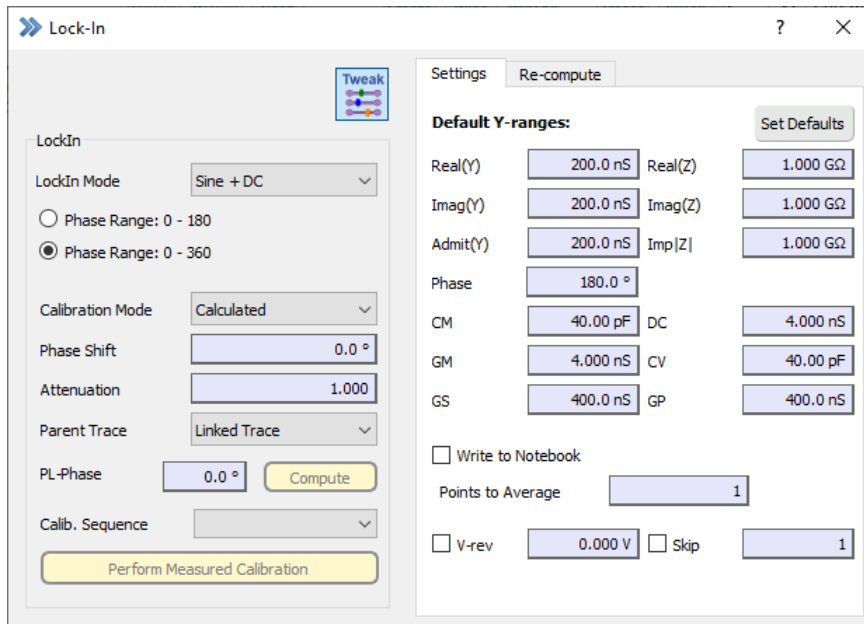 Lock-In
?
Tweak
LockIn
LockIn Mode Sine + DC
Phase Range: 0 - 180
Phase Range: 0 - 360
Calibration Mode Calculated
Phase Shift 0.0 °
Attenuation 1.000
Parent Trace Linked Trace
PL-Phase 0.0 ° Compute
Calib. Sequence
Perform Measured Calibration
Settings Re-compute
Default Y-ranges: Set Defaults
Real(Y) 200.0 nS Real(Z) 1.000 GΩ
Imag(Y) 200.0 nS Imag(Z) 1.000 GΩ
Admit(Y) 200.0 nS Imp|Z| 1.000 GΩ
Phase 180.0 °
CM 40.00 pF DC 4.000 nS
GM 4.000 nS CV 40.00 pF
GS 400.0 nS GP 400.0 nS
Write to Notebook
Points to Average 1
V-rev 0.000 V Skip 1